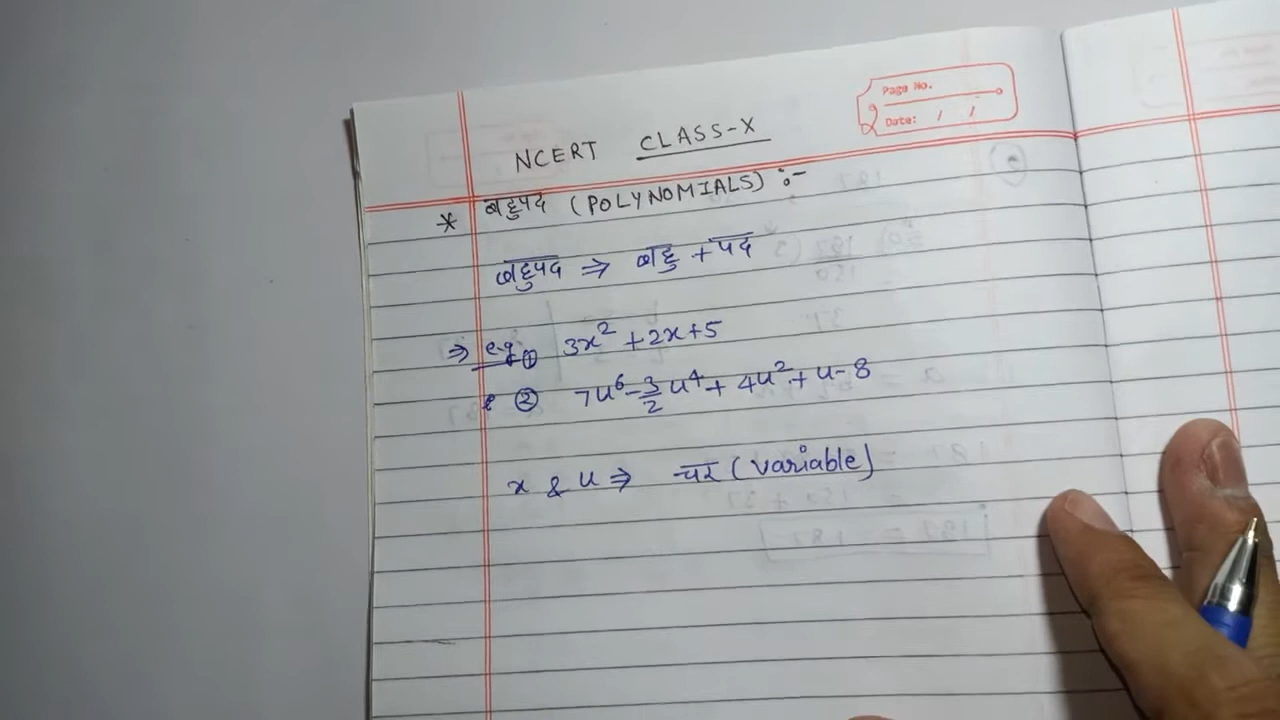 Page No.
Date: / /
NCERT CLASS-X
* बहुपद (POLYNOMIALS) :-
बहुपद ⇒ बहु + पद
⇒ e.g ① 3x² + 2x + 5
② 7u⁶ - 3/2 u⁴ + 4u² + u - 8
x & u ⇒ चर (variable)